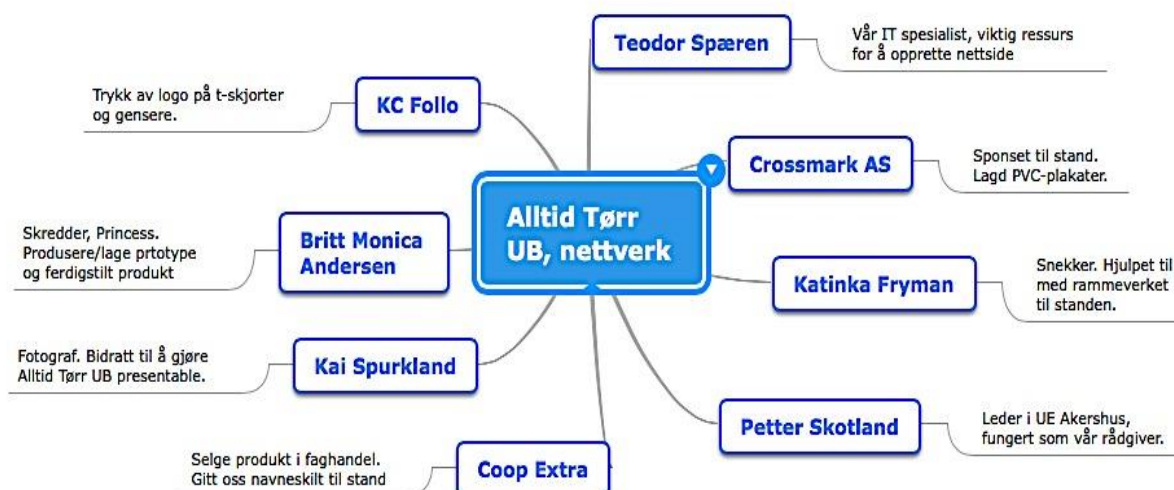 Teodor Spæren
Vår IT spesialist, viktig ressurs
for å opprette nettside
KC Follo
Trykk av logo på t-skjorter
og gensere.
Crossmark AS
Sponset til stand.
Lagd PVC-plakater.
Alltid Tørr
UB, nettverk
Britt Monica
Andersen
Skredder, Princess.
Produsere/lage prtotype
og ferdigstilt produkt
Katinka Fryman
Snekker. Hjulpet til
med rammeverket
til standen.
Kai Spurkland
Fotograf. Bidratt til å gjøre
Alltid Tørr UB presentable.
Petter Skotland
Leder i UE Akershus,
fungert som vår rådgiver.
Coop Extra
Selge produkt i faghandel.
Gitt oss navneskilt til stand